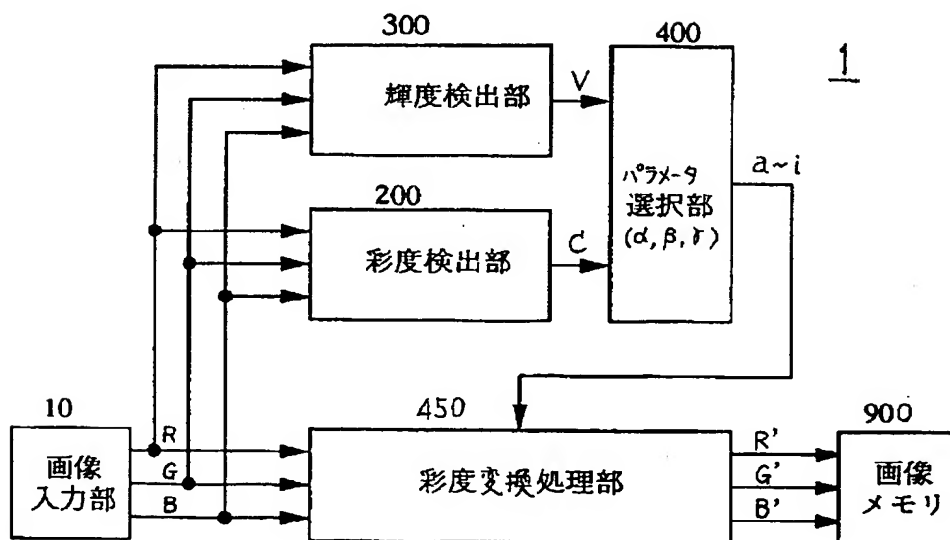 300
輝度検出部
V
400
1
パラメータ
選択部
(α, β, γ)
a~i
200
彩度検出部
C
10
画像
入力部
R
G
B
450
彩度変換処理部
R'
G'
B'
900
画像
メモリ